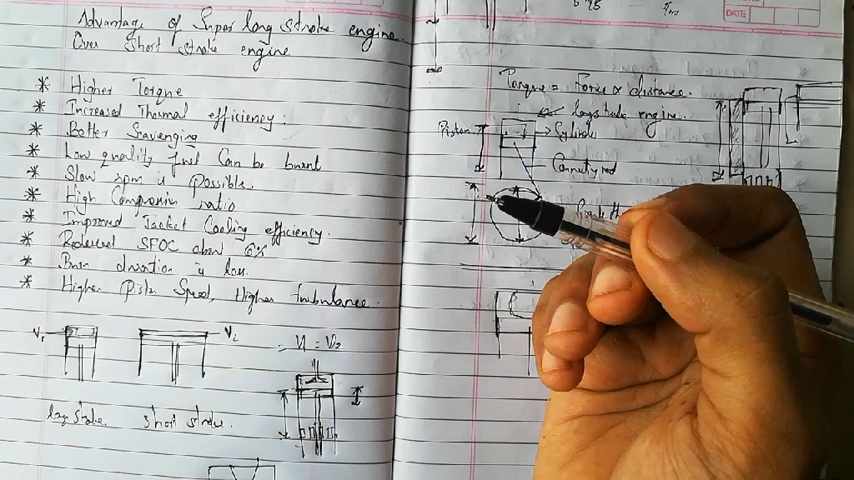 Advantage of Super long stroke engine
Over short stroke engine
* Higher Torque
* Increased Thermal efficiency.
* Better Scavenging
* Low quality fuel Can be burnt
* Slow rpm is possible.
* High Compression ratio
* Improved Jacket Cooling efficiency.
* Reduced SFOC about 6%
* Burn duration is less.
* Higher Piston Speed, Higher turbulance.
V₁
V₂
= V₁ = V₂
long stroke
short stroke.
DATE
Torque = Force × distance.
Long stroke engine.
Piston
Cylinder
Connecting rod